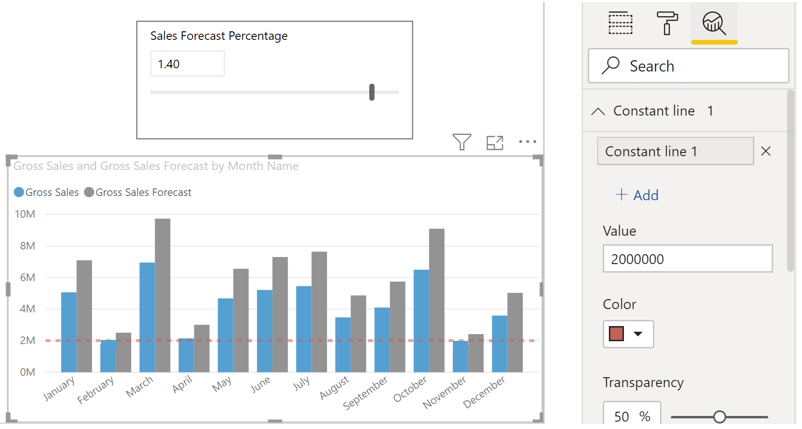 Sales Forecast Percentage
1.40
Gross Sales and Gross Sales Forecast by Month Name
Gross Sales Gross Sales Forecast
10M
8M
6M
4M
2M
0M
January February March April May June July August September October November December
Search
Constant line 1
Constant line 1
Add
Value
2000000
Color
Transparency
50 %